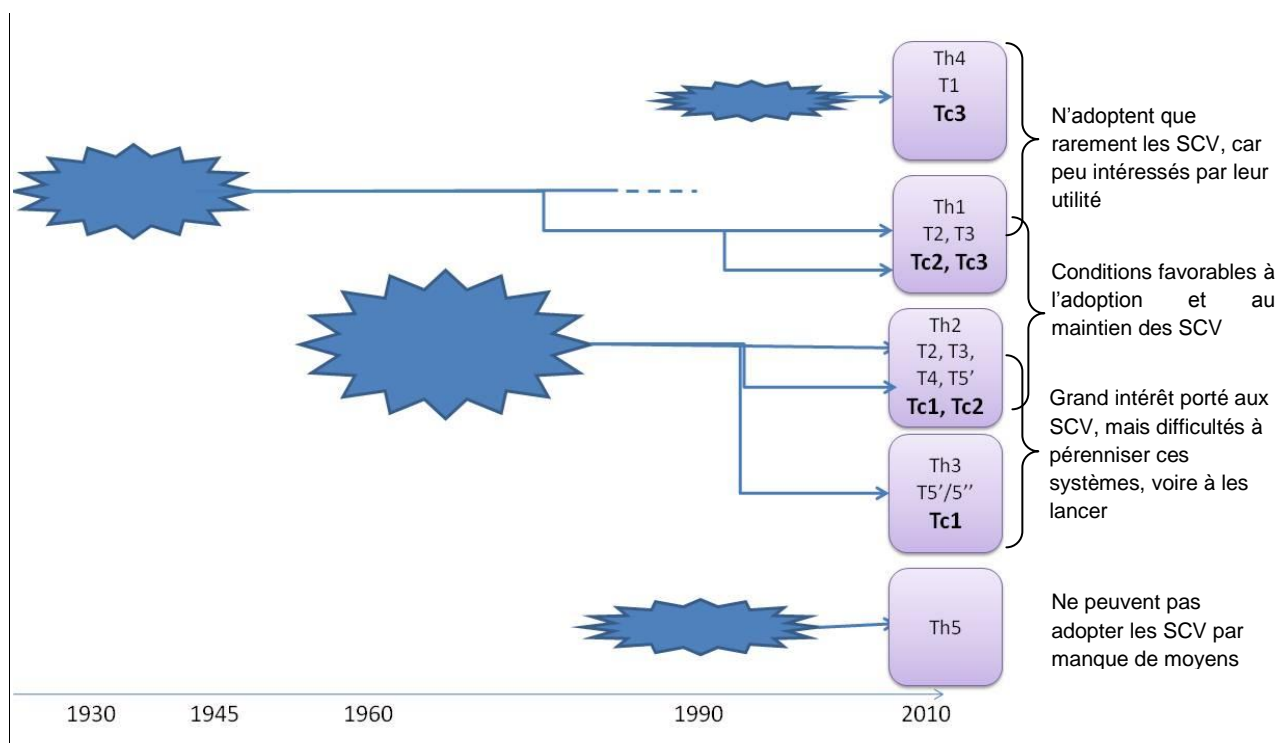 Th4
T1
Tc3
N’adoptent que
rarement les SCV, car
peu intéressés par leur
utilité
Th1
T2, T3
Tc2, Tc3
Conditions favorables à
l’adoption et au
maintien des SCV
Th2
T2, T3,
T4, T5'
Tc1, Tc2
Grand intérêt porté aux
SCV, mais difficultés à
pérenniser ces
systèmes, voire à les
lancer
Th3
T5'/5''
Tc1
Th5
Ne peuvent pas
adopter les SCV par
manque de moyens
1930 1945 1960 1990 2010